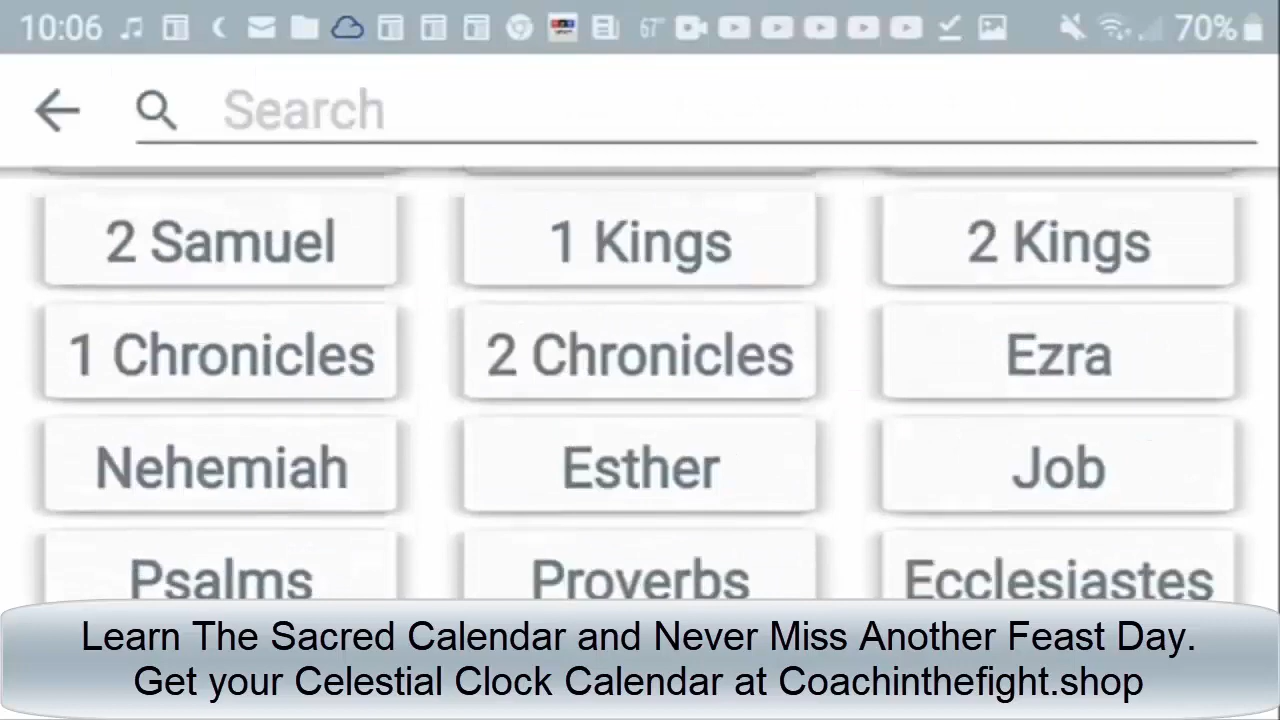 10:06 67° 70%
Search
2 Samuel 1 Kings 2 Kings
1 Chronicles 2 Chronicles Ezra
Nehemiah Esther Job
Psalms Proverbs Ecclesiastes
Learn The Sacred Calendar and Never Miss Another Feast Day.
Get your Celestial Clock Calendar at Coachinthefight.shop